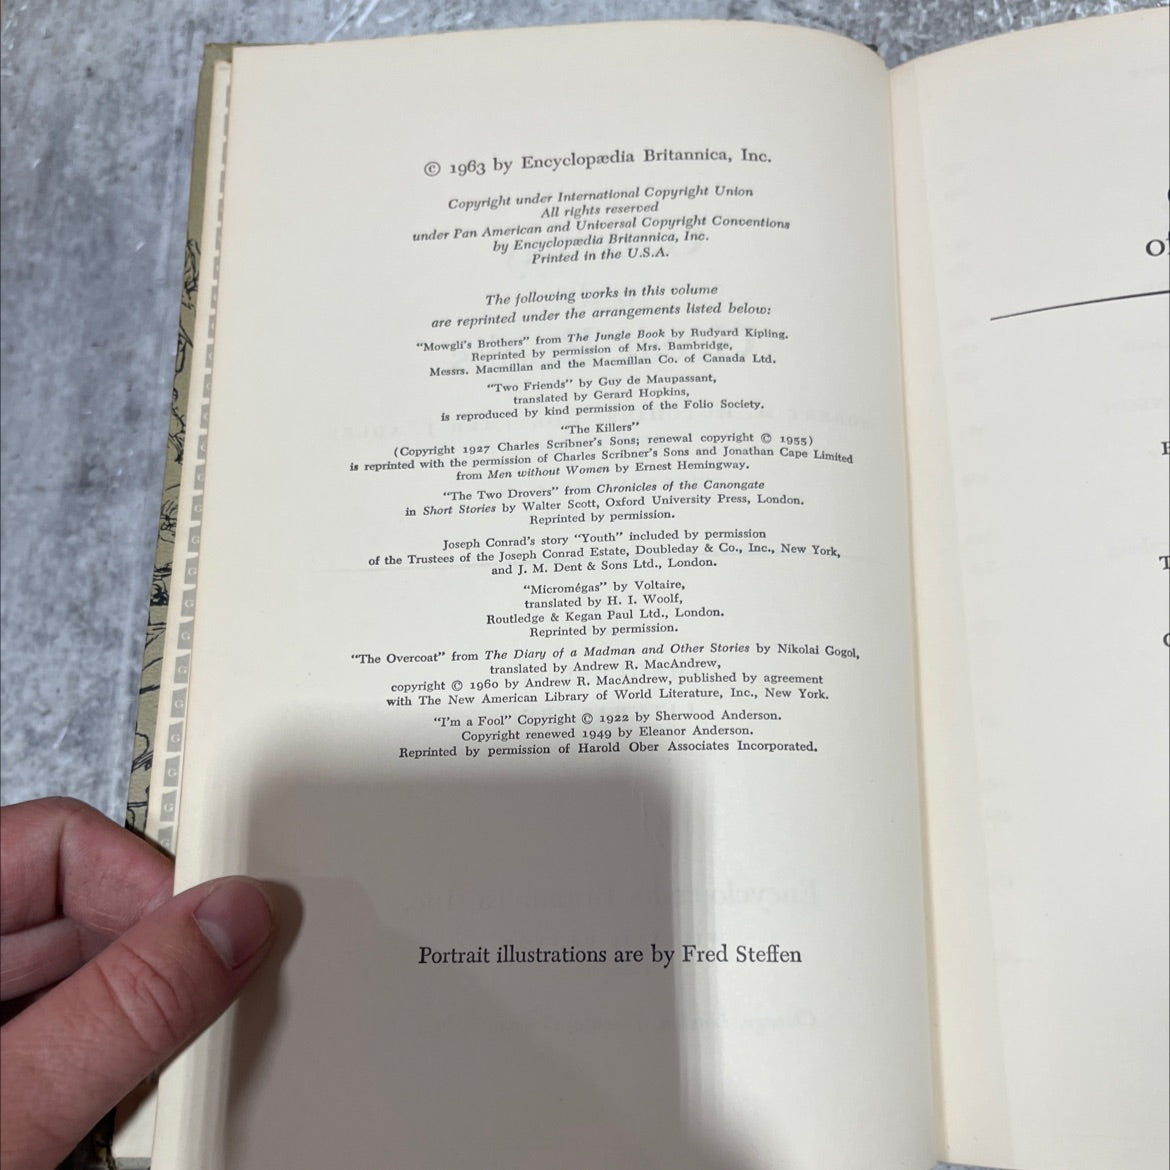 © 1963 by Encyclopædia Britannica, Inc.
Copyright under International Copyright Union
All rights reserved
under Pan American and Universal Copyright Conventions
by Encyclopædia Britannica, Inc.
Printed in the U.S.A.
The following works in this volume
are reprinted under the arrangements listed below:
"Mowgli's Brothers" from The Jungle Book by Rudyard Kipling.
Reprinted by permission of Mrs. Bambridge,
Messrs. Macmillan and the Macmillan Co. of Canada Ltd.
"Two Friends" by Guy de Maupassant,
translated by Gerard Hopkins,
is reproduced by kind permission of the Folio Society.
"The Killers"
(Copyright 1927 Charles Scribner's Sons; renewal copyright © 1955)
is reprinted with the permission of Charles Scribner's Sons and Jonathan Cape Limited
from Men without Women by Ernest Hemingway.
"The Two Drovers" from Chronicles of the Canongate
in Short Stories by Walter Scott, Oxford University Press, London.
Reprinted by permission.
Joseph Conrad's story "Youth" included by permission
of the Trustees of the Joseph Conrad Estate, Doubleday & Co., Inc., New York,
and J. M. Dent & Sons Ltd., London.
"Micromégas" by Voltaire,
translated by H. I. Woolf,
Routledge & Kegan Paul Ltd., London.
Reprinted by permission.
"The Overcoat" from The Diary of a Madman and Other Stories by Nikolai Gogol,
translated by Andrew R. MacAndrew,
copyright © 1960 by Andrew R. MacAndrew, published by agreement
with The New American Library of World Literature, Inc., New York.
"I'm a Fool" Copyright © 1922 by Sherwood Anderson.
Copyright renewed 1949 by Eleanor Anderson.
Reprinted by permission of Harold Ober Associates Incorporated.
Portrait illustrations are by Fred Steffen